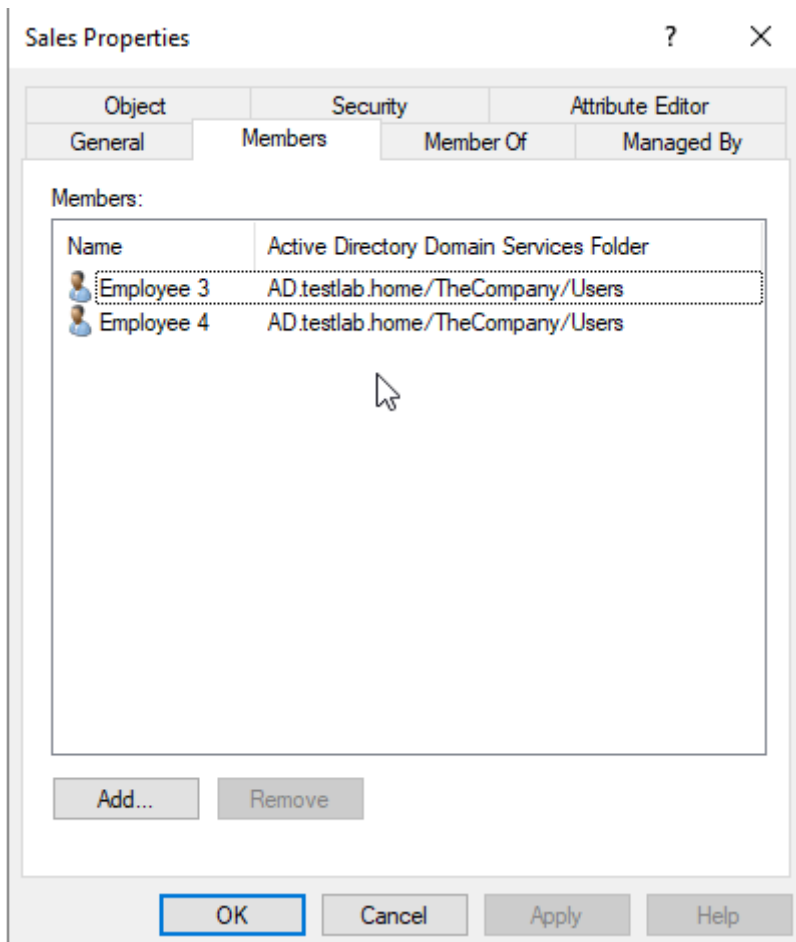 Sales Properties ? X
Object Security Attribute Editor
General Members Member Of Managed By
Members:
Name Active Directory Domain Services Folder
Employee 3 AD.testlab.home/TheCompany/Users
Employee 4 AD.testlab.home/TheCompany/Users
Add... Remove
OK Cancel Apply Help